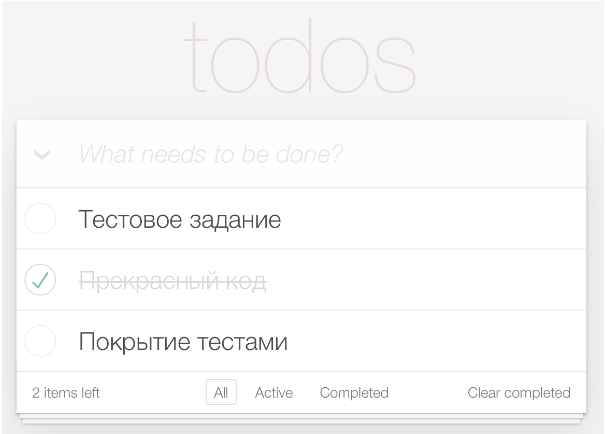 todos
What needs to be done?
Тестовое задание
Прекрасный код
Покрытие тестами
2 items left All Active Completed Clear completed